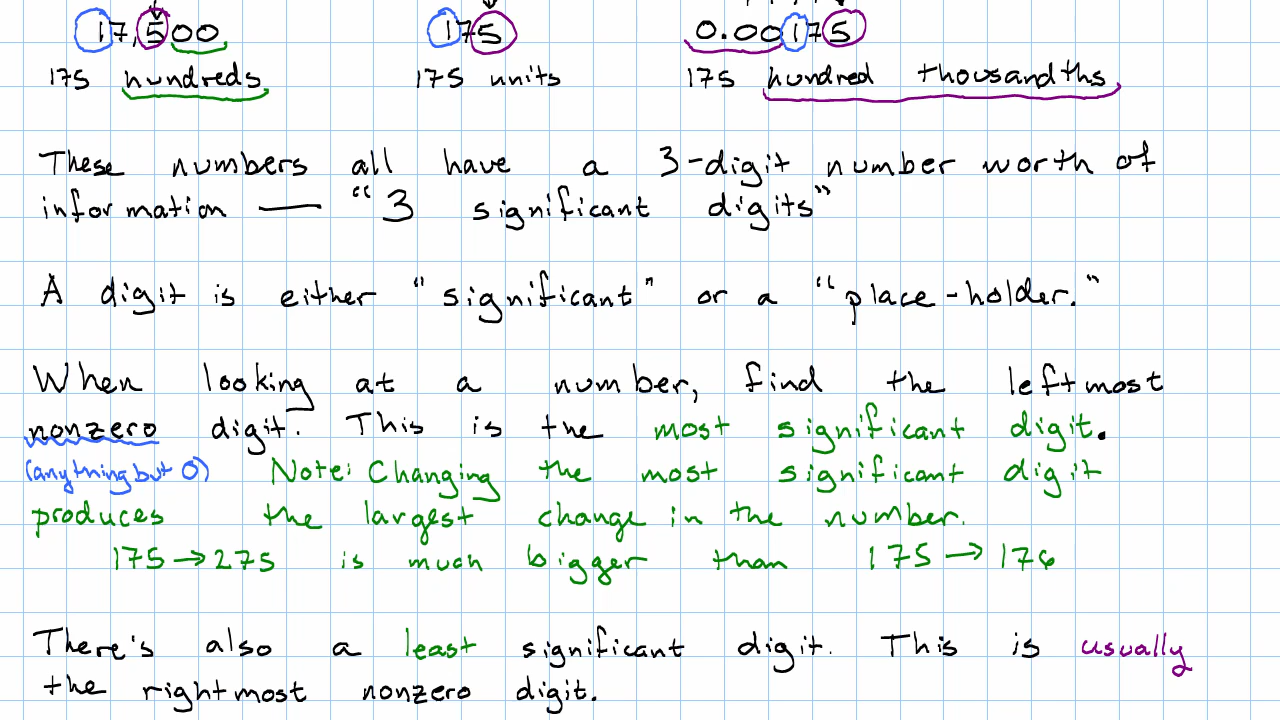 17,500 175 0.00175
175 hundreds 175 units 175 hundred thousandths
These numbers all have a 3-digit number worth of
information — "3 significant digits"
A digit is either "significant" or a "place-holder."
When looking at a number, find the leftmost
nonzero digit. This is the most significant digit.
(anything but 0) Note: Changing the most significant digit
produces the largest change in the number.
175 → 275 is much bigger than 175 → 176
There's also a least significant digit. This is usually
the rightmost nonzero digit.